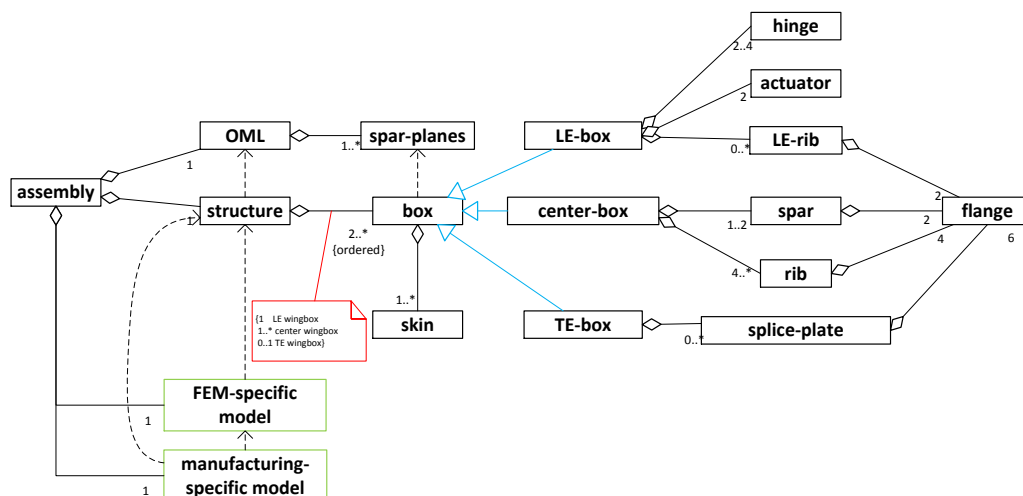 hinge
2..4
actuator
2
OML
1
spar-planes
1..*
LE-box
LE-rib
0..*
assembly
structure
1
box
2..*
{ordered}
center-box
spar
1..2
flange
2
2
4
6
rib
4..*
skin
1..*
{1 LE wingbox
1..* center wingbox
0..1 TE wingbox}
TE-box
splice-plate
0..*
FEM-specific
model
1
manufacturing-
specific model
1